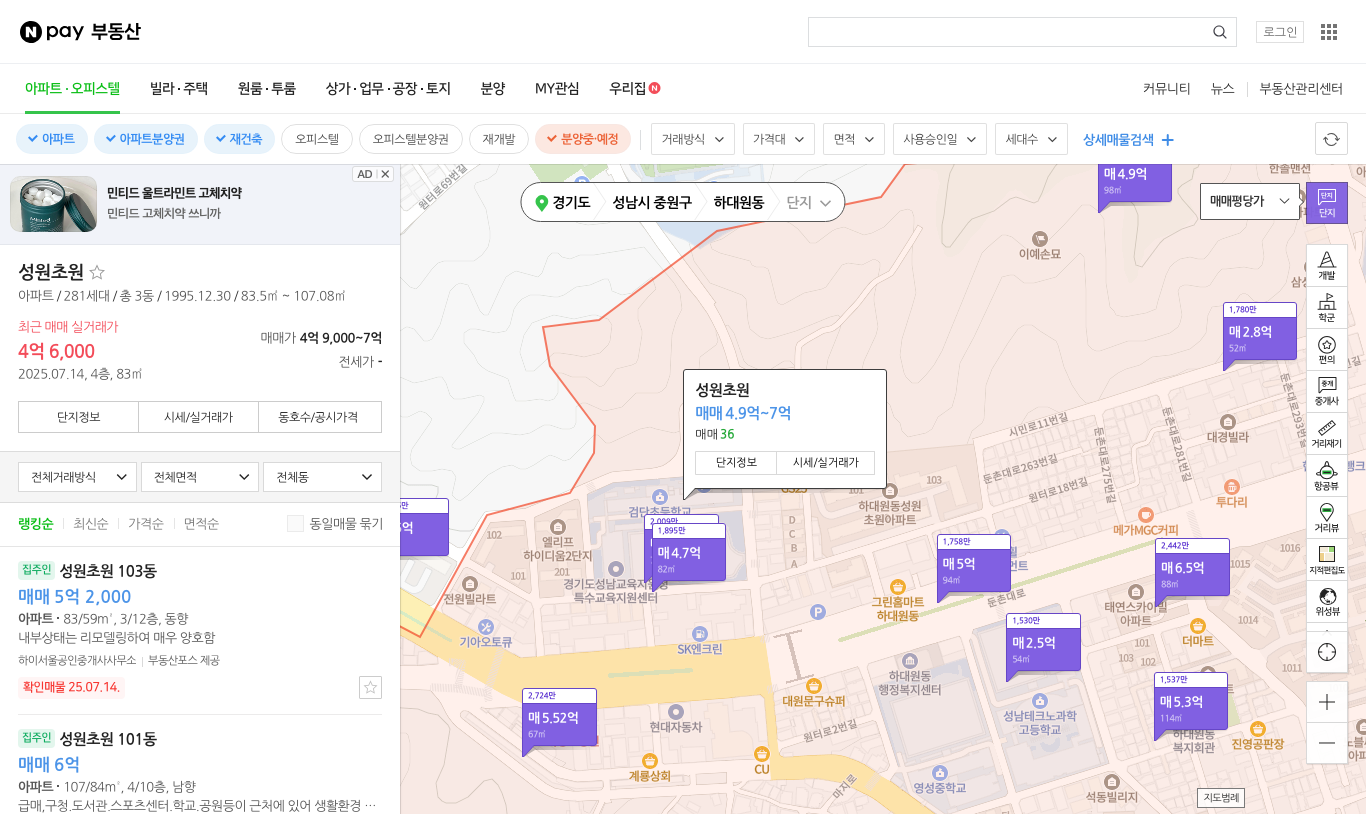 N pay 부동산
로그인
아파트·오피스텔
빌라·주택
원룸·투룸
상가·업무·공장·토지
분양
MY관심
우리집 N
커뮤니티
뉴스
부동산관리센터
아파트
아파트분양권
재건축
오피스텔
오피스텔분양권
재개발
분양중·예정
거래방식
가격대
면적
사용승인일
세대수
상세매물검색
AD
민티드 울트라민트 고체치약
민티드 고체치약 쓰니까
성원초원
아파트 / 281세대 / 총 3동 / 1995.12.30 / 83.5㎡ ~ 107.08㎡
최근 매매 실거래가
4억 6,000
2025.07.14, 4층, 83㎡
매매가 4억 9,000~7억
전세가 -
단지정보
시세/실거래가
동호수/공시가격
전체거래방식
전체면적
전체동
랭킹순
최신순
가격순
면적순
동일매물 묶기
집주인 성원초원 103동
매매 5억 2,000
아파트 · 83/59m², 3/12층, 동향
내부상태는 리모델링하여 매우 양호함
하이서울공인중개사사무소
부동산포스 제공
확인매물 25.07.14.
집주인 성원초원 101동
매매 6억
아파트 · 107/84m², 4/10층, 남향
급매,구청.도서관.스포츠센터.학교.공원등이 근처에 있어 생활환경 …
경기도
성남시 중원구
하대원동
단지
매매평당가
단지
단지
개발
학군
편의
중개
중개사
거리재기
항공뷰
거리뷰
지적편집도
위성뷰
지도범례
원터로69번길
매4.9억
98㎡
한솔맨션
이예손묘
1,780만
매2.8억
52㎡
성원초원
매매 4.9억~7억
매매 36
단지정보
시세/실거래가
시민로11번길
둔촌대로263번길
원터로18번길
둔촌대로275번길
둔촌대로281번길
둔촌대로293번길
대경빌라
투다리
메가MGC커피
검단초등학교
GS25
101
하대원동성원
초원아파트
103
D
C
B
A
102
엘리프
하이디움2단지
101
201
경기도성남교육지원청
특수교육지원센터
전원빌라트
2,009만
1,895만
매4.7억
82㎡
1,758만
매5억
94㎡
2,442만
매6.5억
88㎡
1016
1015
1014
1013
그린홈마트
하대원동
P
둔촌대로
태연스카이빌
아파트
더마트
기아오토큐
SK엔크린
1,530만
매2.5억
54㎡
103
102
101
하대원동
행정복지센터
1,537만
매5.3억
114㎡
하대원동
복지회관
진영공판장
2,724만
매5.52억
67㎡
현대자동차
대원문구슈퍼
원터로2번길
성남테크노과학
고등학교
계룡상회
CU
마지로
영성중학교
석동빌리지